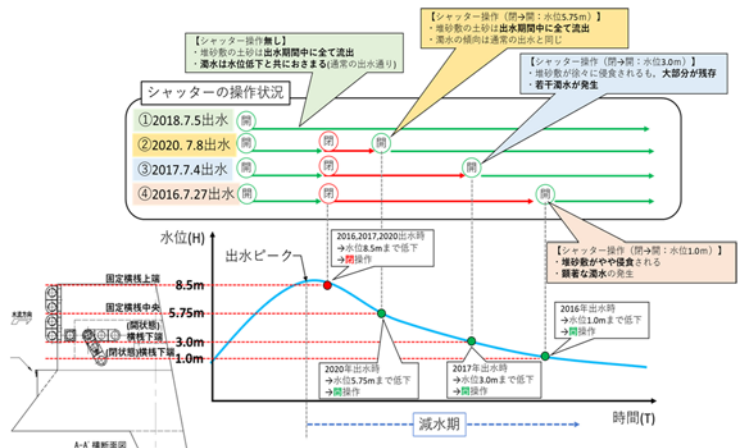 【シャッター操作無し】
・堆砂敷の土砂は出水期間中に全て流出
・濁水は水位低下と共におさまる(通常の出水通り)
【シャッター操作（閉→開：水位5.75m）】
・堆砂敷の土砂は出水期間中に全て流出
・濁水の傾向は通常の出水と同じ
【シャッター操作（閉→開：水位3.0m）】
・堆砂敷が徐々に侵食されるも、大部分が残存
・若干濁水が発生
シャッターの操作状況
①2018.7.5出水 開
②2020. 7.8出水 開 閉 開
③2017.7.4出水 開 閉 開
④2016.7.27出水 開 閉 開
【シャッター操作（閉→開：水位1.0m）】
・堆砂敷がやや侵食される
・顕著な濁水の発生
水位(H)
出水ピーク
2016,2017,2020出水時
→水位8.5mまで低下
→閉操作
固定横桟上端
8.5m
固定横桟中央
5.75m
(開状態)
横桟下端
3.0m
(閉状態)横桟下端
1.0m
水流方向
2020年出水時
→水位5.75mまで低下
→開操作
2017年出水時
→水位3.0mまで低下
→開操作
2016年出水時
→水位1.0mまで低下
→開操作
減水期
時間(T)
A-A' 横断面図